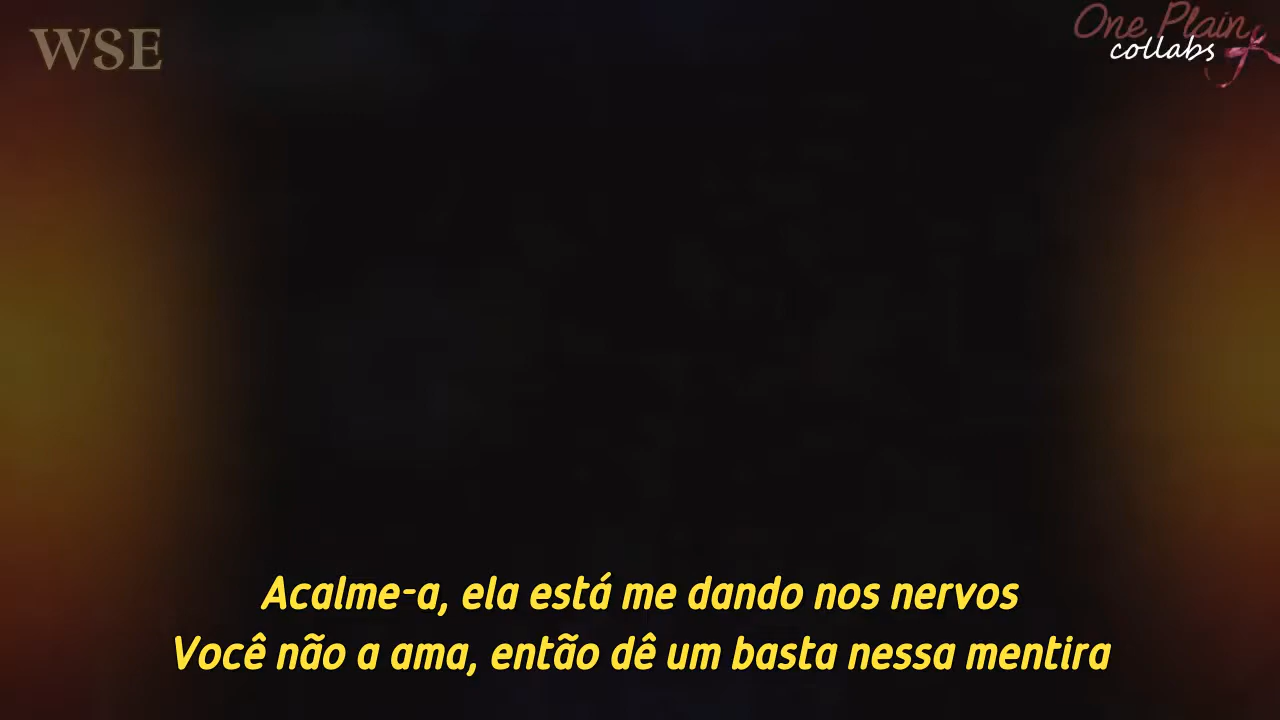 WSE
One Plain
collabs
Acalme-a, ela está me dando nos nervos
Você não a ama, então dê um basta nessa mentira